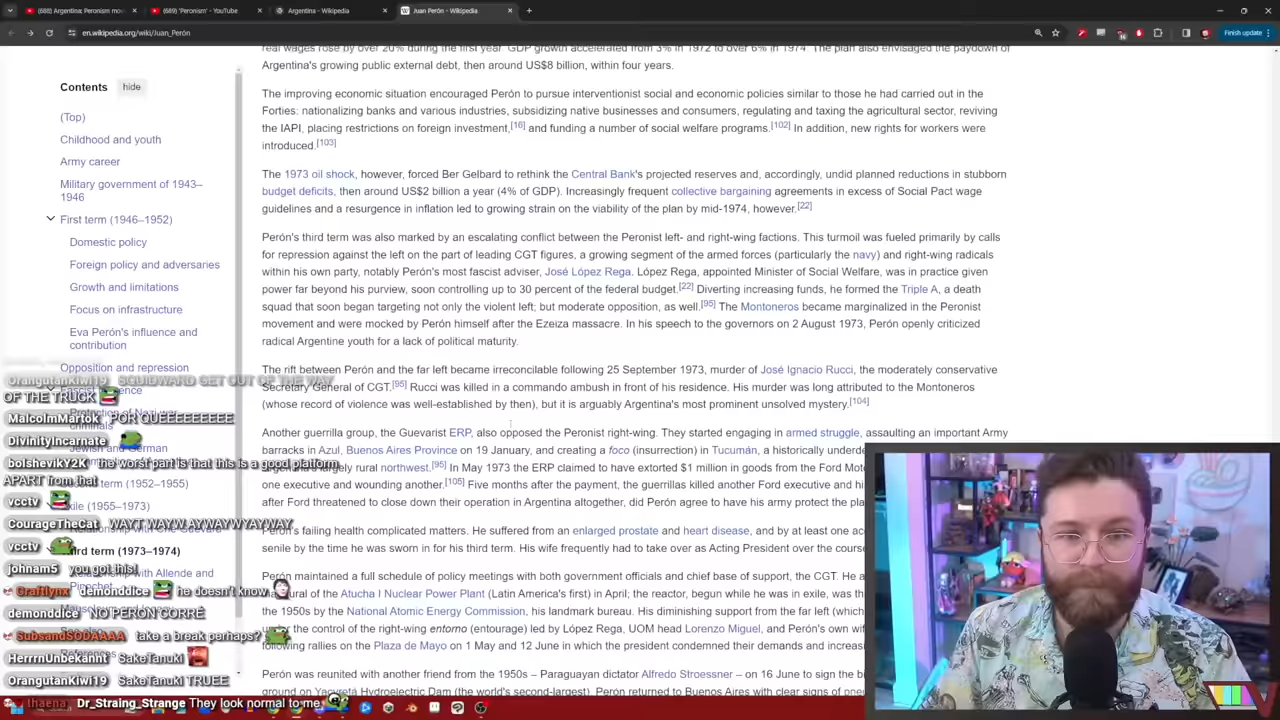 (688) Argentina: Peronism mo
(689) 'Peronism' - YouTube
Argentina - Wikipedia
Juan Perón - Wikipedia
en.wikipedia.org/wiki/Juan_Perón
Finish update
Contents
hide
(Top)
Childhood and youth
Army career
Military government of 1943–
1946
First term (1946–1952)
Domestic policy
Foreign policy and adversaries
Growth and limitations
Focus on infrastructure
Eva Perón's influence and
contribution
Opposition and repression
term (1952–1955)
Exile (1955–1973)
Third term (1973–1974)
Relationship with Allende and
real wages rose by over 20% during the first year. GDP growth accelerated from 3% in 1972 to over 6% in 1974. The plan also envisaged the paydown of
Argentina's growing public external debt, then around US$8 billion, within four years.
The improving economic situation encouraged Perón to pursue interventionist social and economic policies similar to those he had carried out in the
Forties: nationalizing banks and various industries, subsidizing native businesses and consumers, regulating and taxing the agricultural sector, reviving
the IAPI, placing restrictions on foreign investment,[16] and funding a number of social welfare programs.[102] In addition, new rights for workers were
introduced.[103]
The 1973 oil shock, however, forced Ber Gelbard to rethink the Central Bank's projected reserves and, accordingly, undid planned reductions in stubborn
budget deficits, then around US$2 billion a year (4% of GDP). Increasingly frequent collective bargaining agreements in excess of Social Pact wage
guidelines and a resurgence in inflation led to growing strain on the viability of the plan by mid-1974, however.[22]
Perón's third term was also marked by an escalating conflict between the Peronist left- and right-wing factions. This turmoil was fueled primarily by calls
for repression against the left on the part of leading CGT figures, a growing segment of the armed forces (particularly the navy) and right-wing radicals
within his own party, notably Perón's most fascist adviser, José López Rega. López Rega, appointed Minister of Social Welfare, was in practice given
power far beyond his purview, soon controlling up to 30 percent of the federal budget.[22] Diverting increasing funds, he formed the Triple A, a death
squad that soon began targeting not only the violent left; but moderate opposition, as well.[95] The Montoneros became marginalized in the Peronist
movement and were mocked by Perón himself after the Ezeiza massacre. In his speech to the governors on 2 August 1973, Perón openly criticized
radical Argentine youth for a lack of political maturity.
The rift between Perón and the far left became irreconcilable following 25 September 1973, murder of José Ignacio Rucci, the moderately conservative
Secretary General of CGT.[95] Rucci was killed in a commando ambush in front of his residence. His murder was long attributed to the Montoneros
(whose record of violence was well-established by then), but it is arguably Argentina's most prominent unsolved mystery.[104]
Another guerrilla group, the Guevarist ERP, also opposed the Peronist right-wing. They started engaging in armed struggle, assaulting an important Army
barracks in Azul, Buenos Aires Province on 19 January, and creating a foco (insurrection) in Tucumán, a historically underde
largely rural northwest.[95] In May 1973 the ERP claimed to have extorted $1 million in goods from the Ford Moto
one executive and wounding another.[105] Five months after the payment, the guerrillas killed another Ford executive and hi
after Ford threatened to close down their operation in Argentina altogether, did Perón agree to have his army protect the pla
Perón's failing health complicated matters. He suffered from an enlarged prostate and heart disease, and by at least one acc
senile by the time he was sworn in for his third term. His wife frequently had to take over as Acting President over the course
Perón maintained a full schedule of policy meetings with both government officials and chief base of support, the CGT. He a
of the Atucha I Nuclear Power Plant (Latin America's first) in April; the reactor, begun while he was in exile, was th
the 1950s by the National Atomic Energy Commission, his landmark bureau. His diminishing support from the far left (which
the control of the right-wing entorno (entourage) led by López Rega, UOM head Lorenzo Miguel, and Perón's own wif
following rallies on the Plaza de Mayo on 1 May and 12 June in which the president condemned their demands and increas
Perón was reunited with another friend from the 1950s – Paraguayan dictator Alfredo Stroessner – on 16 June to sign the bi
ground on Yacyretá Hydroelectric Dam (the world's second-largest). Perón returned to Buenos Aires with clear signs of pne
OrangutanKiwi19 SQUIDWARD GET OUT OF THE WAY
OF THE TRUCK
MalcolmMartok POR QUEEEEEEEEE
DivinityIncarnate
bolshevikY2K the worst part is that this is a good platform
APART from that
vcctv
CourageTheCat WAYT WAYW AYWAYWYAYWAY
vcctv
johnam5 you got this!
Craftlynx demonddice he doesn't know
demonddice NO PERÓN CORRÉ
SubsandSODAAAA take a break perhaps?
HerrrnUnbekannt SakeTanuki
OrangutanKiwi19 SakeTanuki TRUEE
Dr_Straing_Strange They look normal to me